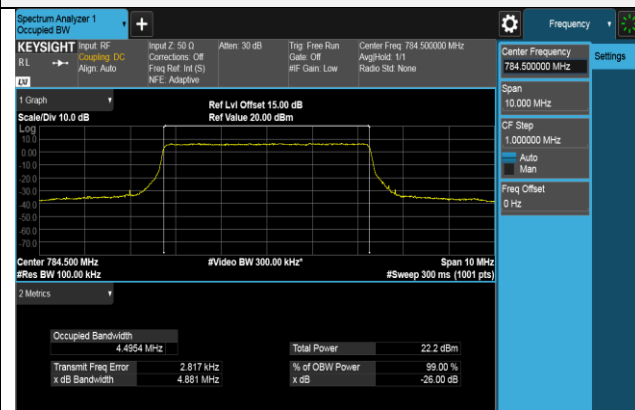 Spectrum Analyzer 1
Occupied BW
+
Frequency
KEYSIGHT
RL
LXI
Input: RF
Coupling: DC
Align: Auto
Input Z: 50 Ω
Corrections: Off
Freq Ref: Int (S)
NFE: Adaptive
Atten: 30 dB
Trig: Free Run
Gate: Off
#IF Gain: Low
Center Freq: 784.500000 MHz
Avg|Hold: 1/1
Radio Std: None
Center Frequency
784.500000 MHz
Settings
Span
10.000 MHz
CF Step
1.000000 MHz
Auto
Man
Freq Offset
0 Hz
1 Graph
Scale/Div 10.0 dB
Ref Lvl Offset 15.00 dB
Ref Value 20.00 dBm
Log
10.0
0.00
-10.0
-20.0
-30.0
-40.0
-50.0
-60.0
-70.0
Center 784.500 MHz
#Res BW 100.00 kHz
#Video BW 300.00 kHz*
Span 10 MHz
#Sweep 300 ms (1001 pts)
2 Metrics
Occupied Bandwidth
4.4954 MHz
Total Power 22.2 dBm
Transmit Freq Error 2.817 kHz
% of OBW Power 99.00 %
x dB Bandwidth 4.881 MHz
x dB -26.00 dB